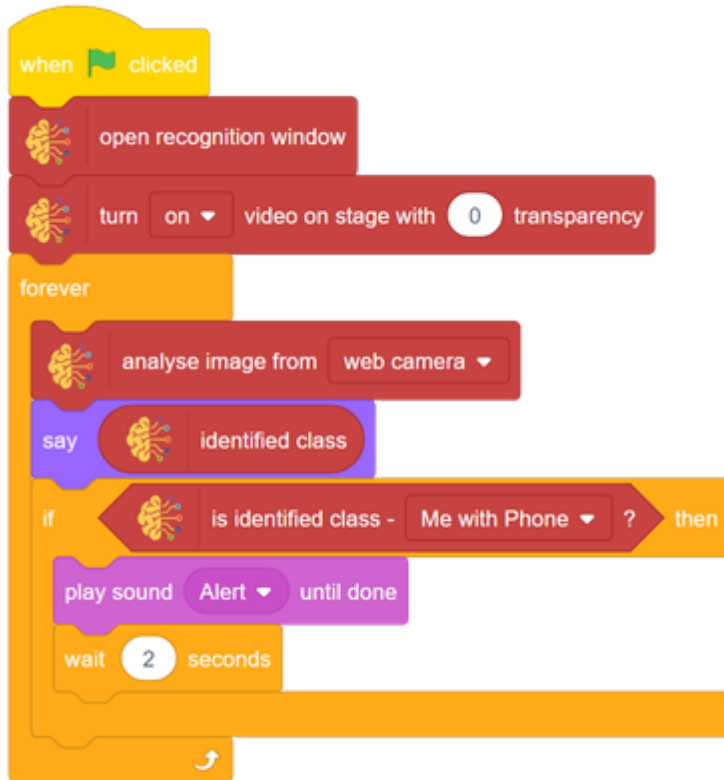 when clicked
open recognition window
turn on video on stage with 0 transparency
forever
analyse image from web camera
say identified class
if is identified class - Me with Phone ? then
play sound Alert until done
wait 2 seconds